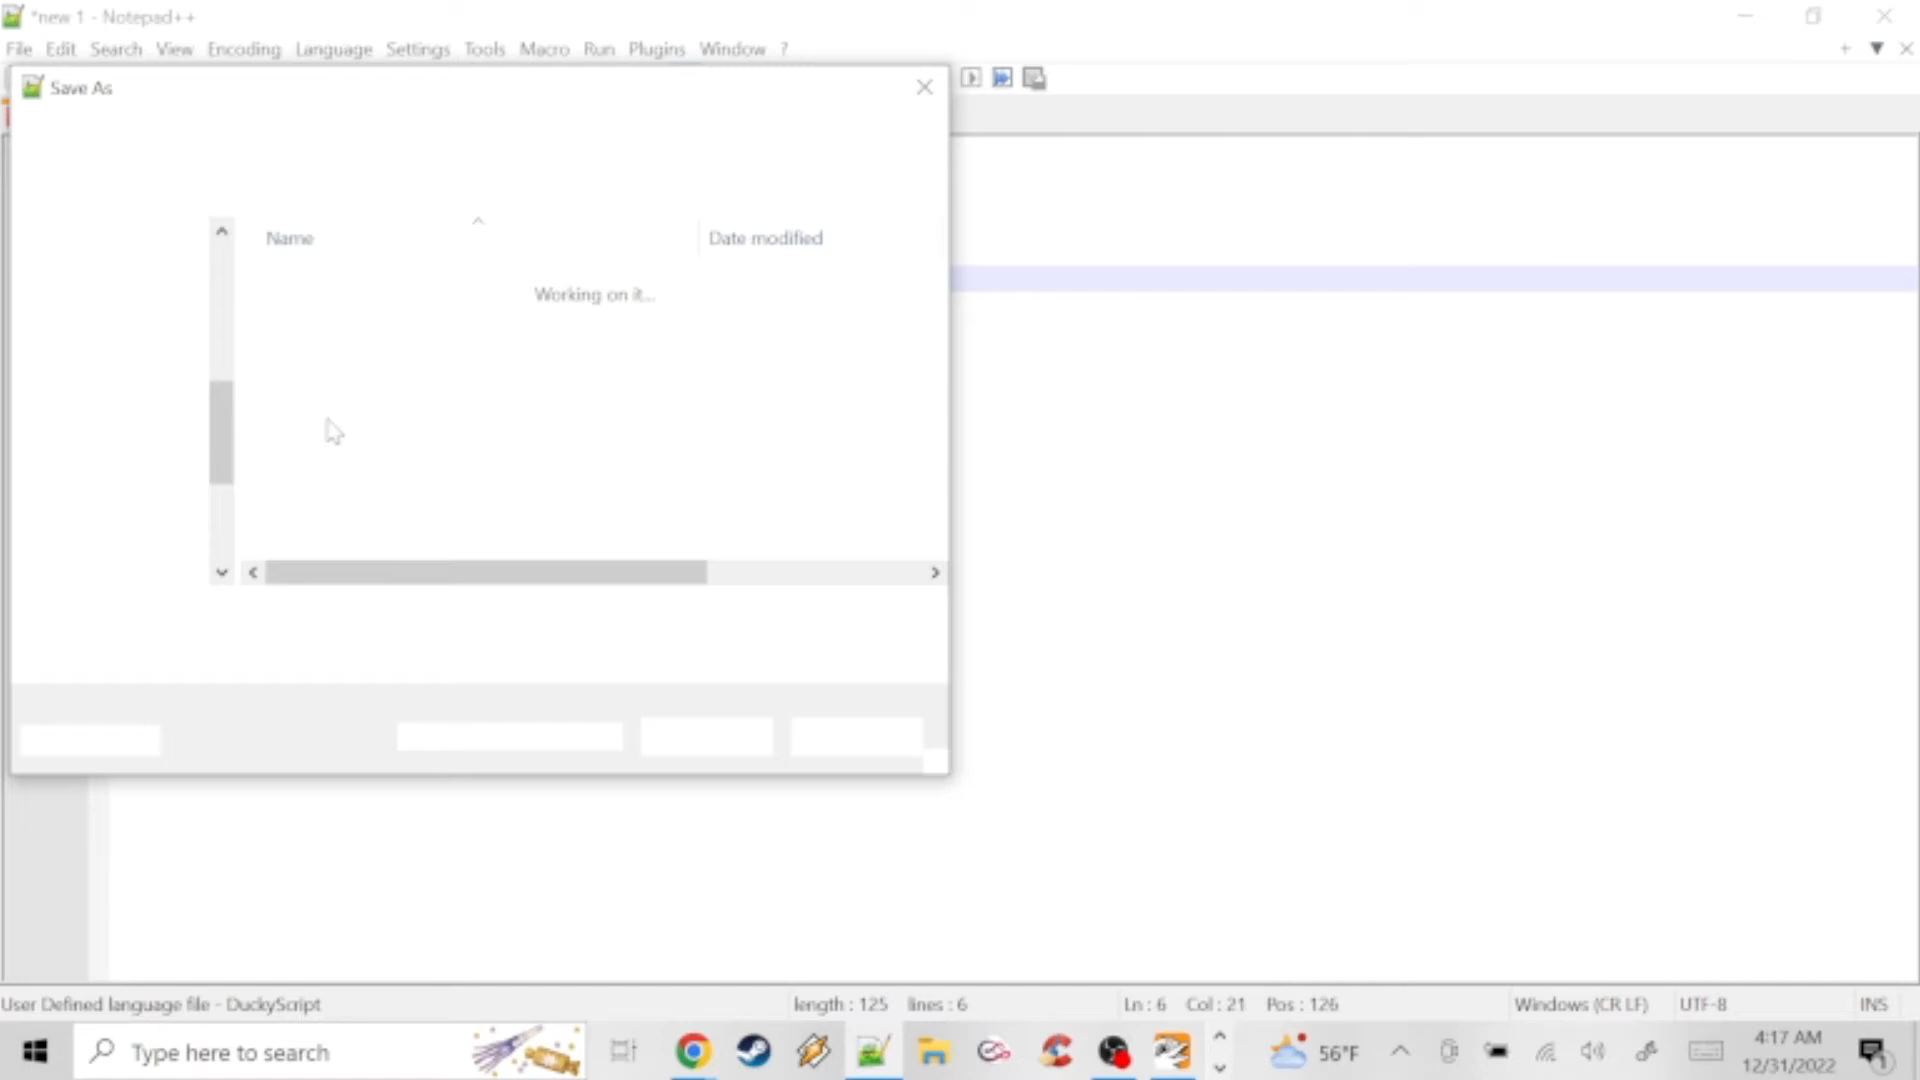 *new 1 - Notepad++
File Edit Search View Encoding Language Settings Tools Macro Run Plugins Window ?
Save As
Name Date modified
Working on it...
User Defined language file - DuckyScript length : 125 lines : 6 Ln : 6 Col : 21 Pos : 126 Windows (CR LF) UTF-8 INS
Type here to search 56°F 4:17 AM
12/31/2022
1